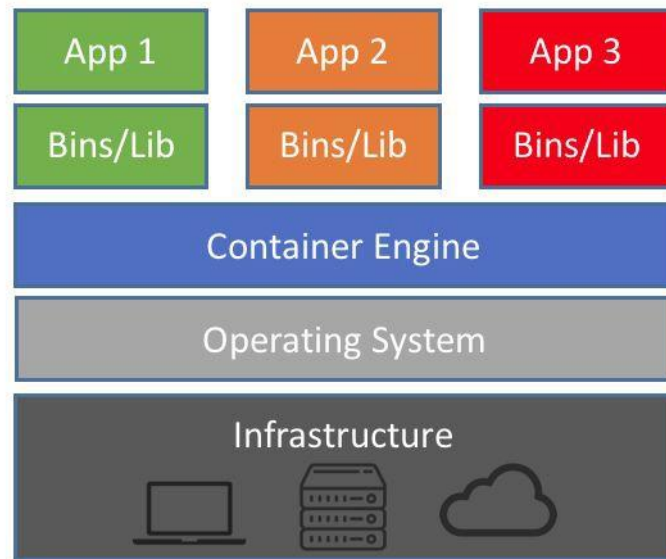 App 1
App 2
App 3
Bins/Lib
Bins/Lib
Bins/Lib
Container Engine
Operating System
Infrastructure